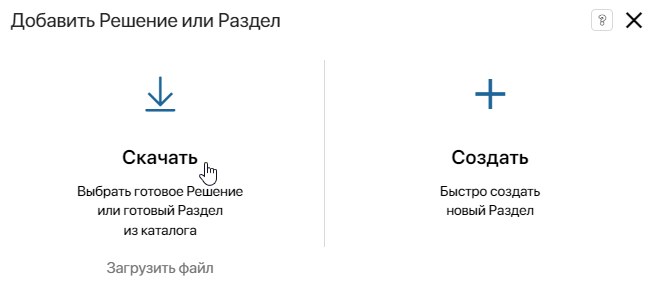 Добавить Решение или Раздел
?
Скачать
Выбрать готовое Решение
или готовый Раздел
из каталога
Загрузить файл
Создать
Быстро создать
новый Раздел